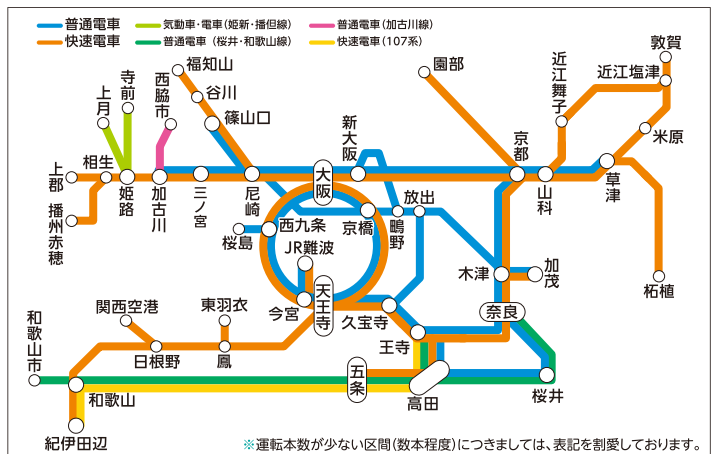 普通電車
気動車・電車(姫新・播但線)
普通電車(加古川線)
快速電車
普通電車(桜井・和歌山線)
快速電車(107系)
敦賀
福知山
園部
近江塩津
近江舞子
寺前
西脇市
谷川
上月
篠山口
新大阪
京都
米原
相生
上郡
姫路
加古川
三ノ宮
尼崎
大阪
山科
草津
播州赤穂
放出
西九条
京橋
鴫野
桜島
JR難波
木津
加茂
柘植
天王寺
今宮
久宝寺
奈良
関西空港
東羽衣
和歌山市
王寺
日根野
鳳
五条
高田
桜井
和歌山
紀伊田辺
※運転本数が少ない区間(数本程度)につきましては、表記を割愛しております。